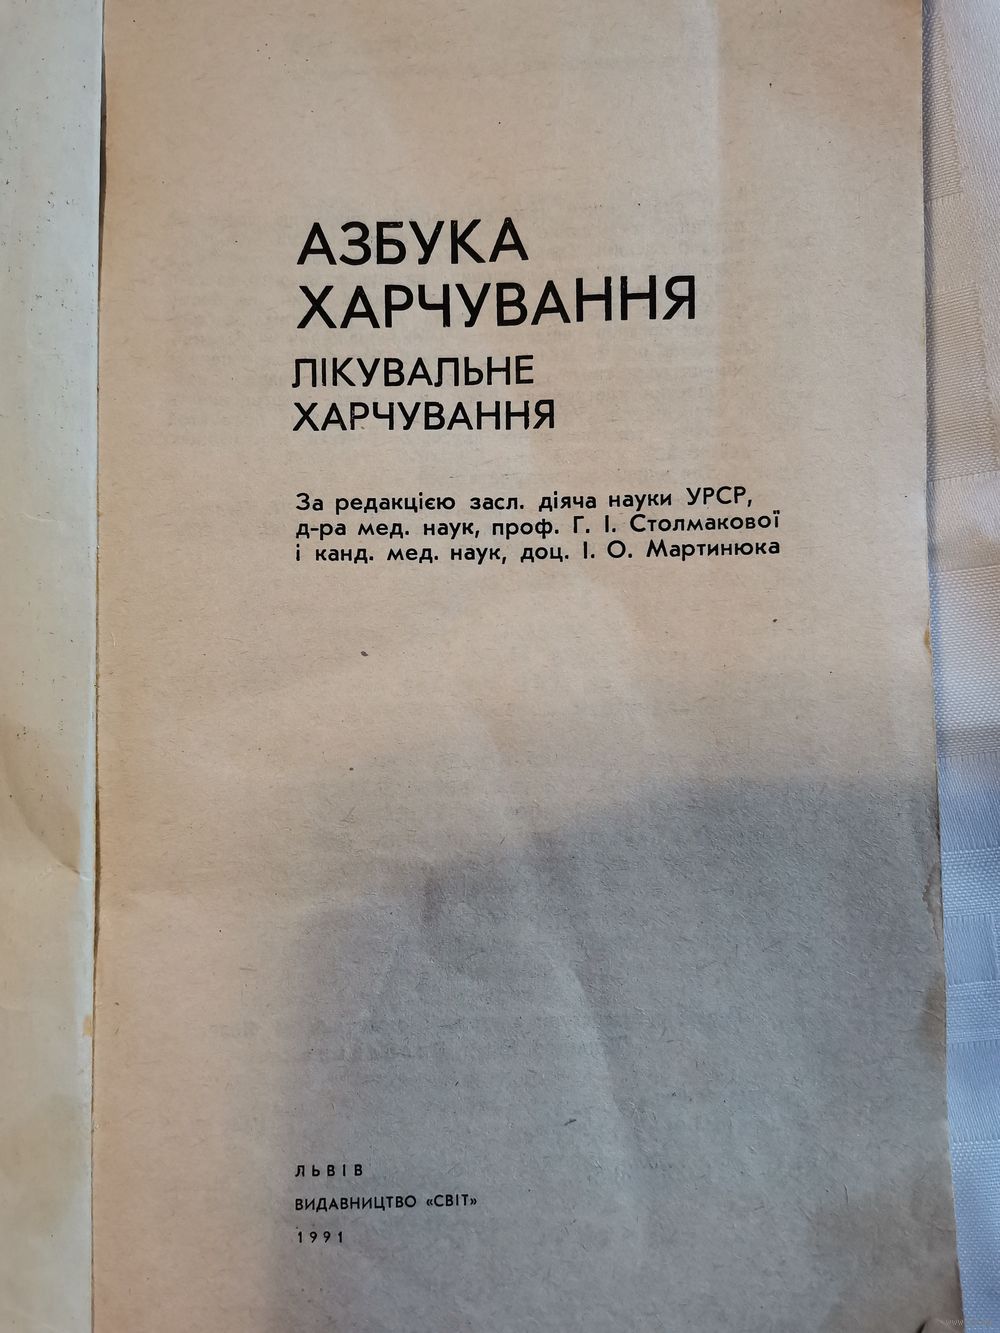 АЗБУКА
ХАРЧУВАННЯ
ЛІКУВАЛЬНЕ
ХАРЧУВАННЯ
За редакцією засл. діяча науки УРСР,
д-ра мед. наук, проф. Г. І. Столмакової
і канд. мед. наук, доц. І. О. Мартинюка
ЛЬВІВ
ВИДАВНИЦТВО «СВІТ»
1991